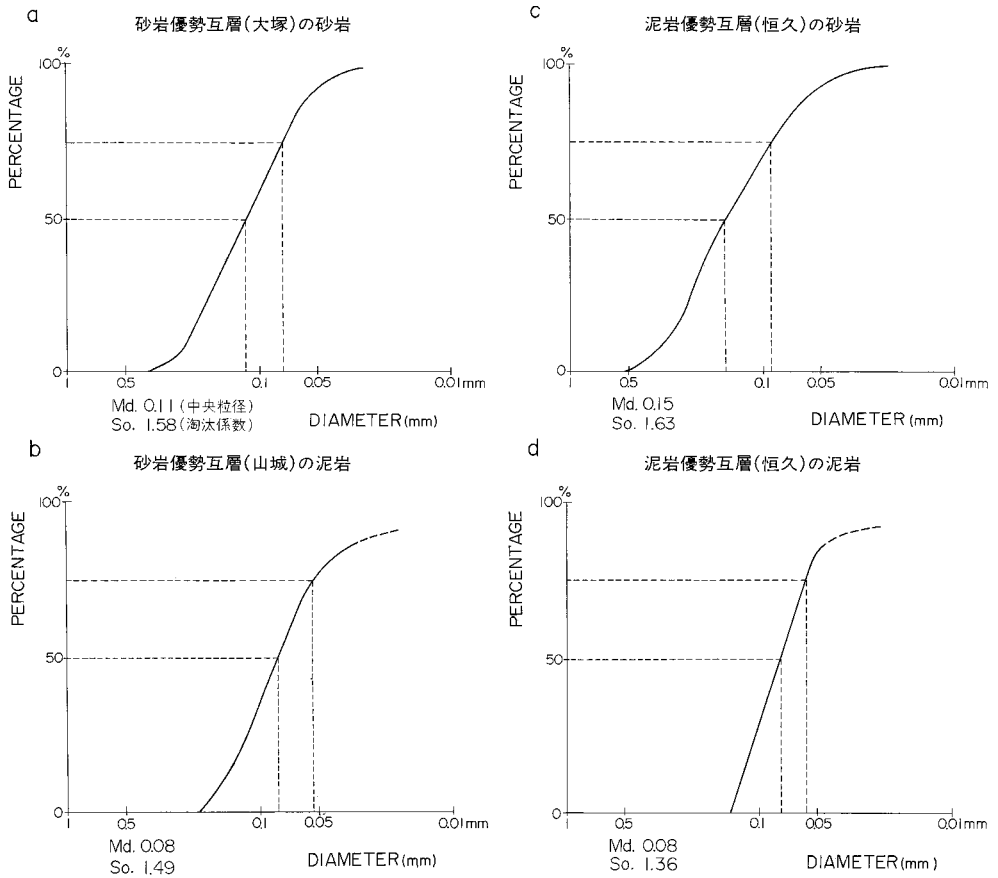 a
砂岩優勢互層(大塚)の砂岩
%
100
PERCENTAGE
50
0
1
0.5
0.1
0.05
0.01mm
Md. 0.11(中央粒径)
So. 1.58(淘汰係数)
DIAMETER(mm)
c
泥岩優勢互層(恒久)の砂岩
%
100
PERCENTAGE
50
0
1
0.5
0.1
0.05
0.01mm
Md. 0.15
So. 1.63
DIAMETER(mm)
b
砂岩優勢互層(山城)の泥岩
%
100
PERCENTAGE
50
0
1
0.5
0.1
0.05
0.01mm
Md. 0.08
So. 1.49
DIAMETER(mm)
d
泥岩優勢互層(恒久)の泥岩
%
100
PERCENTAGE
50
0
1
0.5
0.1
0.05
0.01mm
Md. 0.08
So. 1.36
DIAMETER(mm)